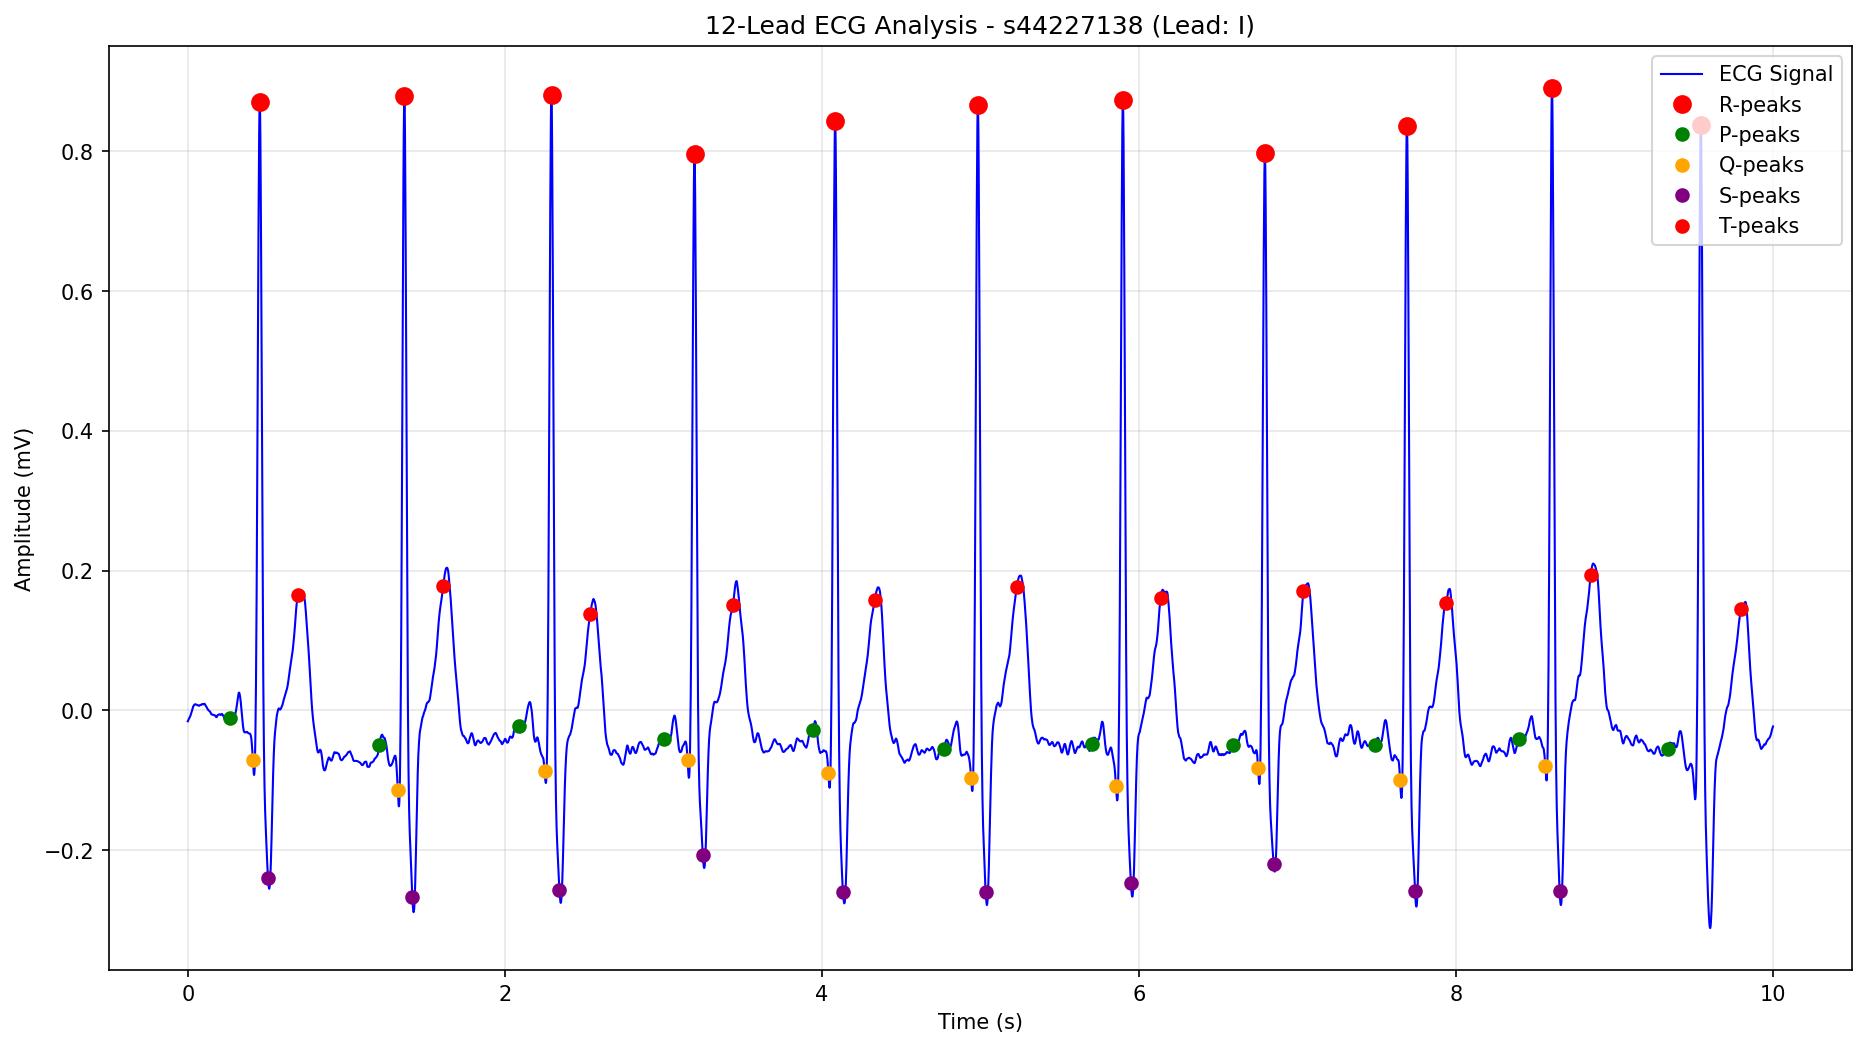 12-Lead ECG Analysis - s44227138 (Lead: I)
ECG Signal
R-peaks
P-peaks
Q-peaks
S-peaks
T-peaks
Amplitude (mV)
0.8
0.6
0.4
0.2
0.0
−0.2
0 2 4 6 8 10
Time (s)